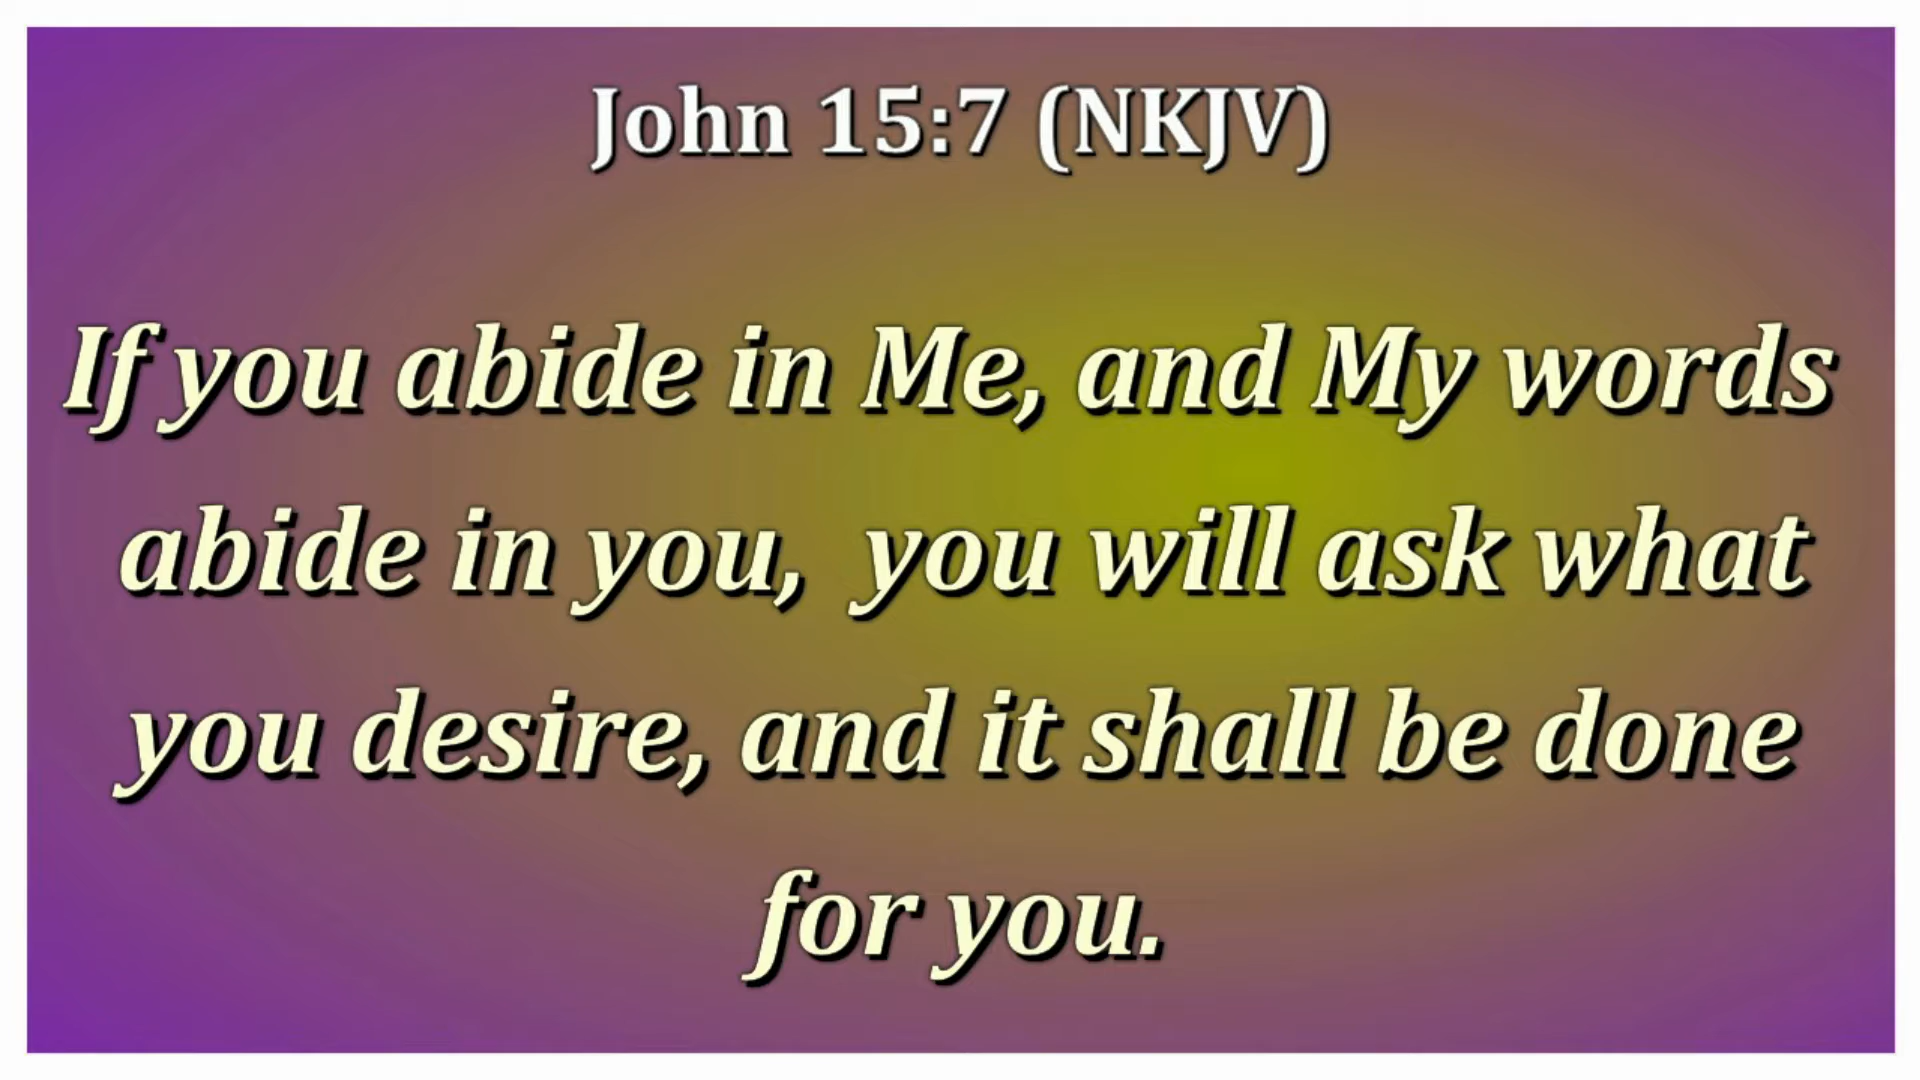 John 15:7 (NKJV)
If you abide in Me, and My words
abide in you,  you will ask what
you desire, and it shall be done
for you.